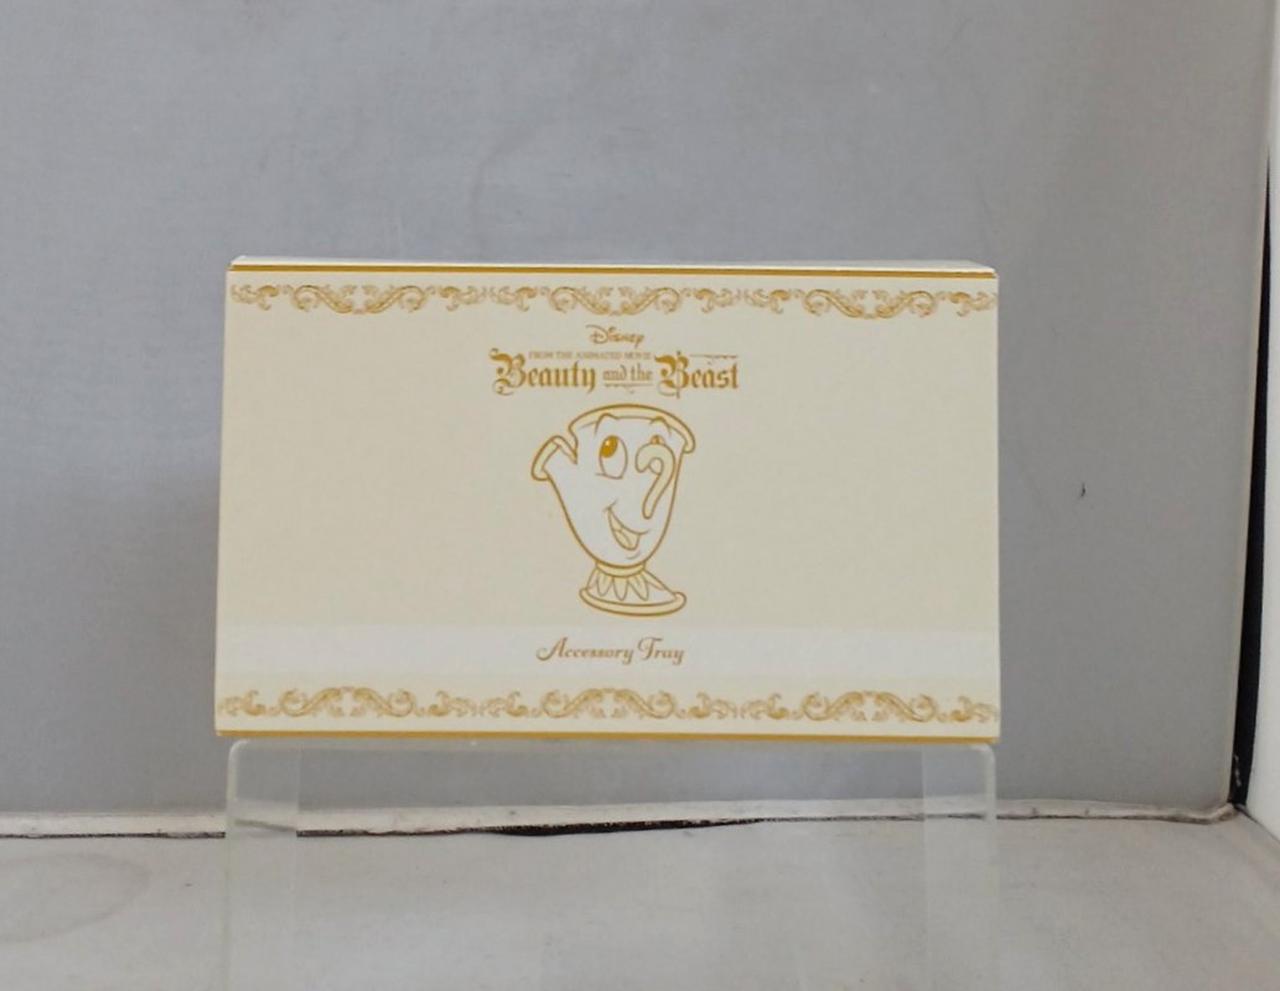 Disney
FROM THE ANIMATED MOVIE
Beauty and the Beast
Accessory Tray